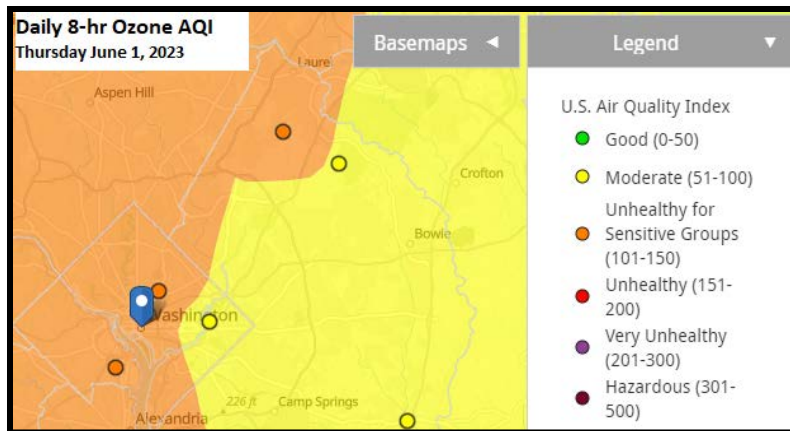 Daily 8-hr Ozone AQI
Thursday June 1, 2023
Basemaps
Legend
Laure
Aspen Hill
Crofton
Bowie
Washington
226 ft
Camp Springs
Alexandria
U.S. Air Quality Index
Good (0-50)
Moderate (51-100)
Unhealthy for
Sensitive Groups
(101-150)
Unhealthy (151-
200)
Very Unhealthy
(201-300)
Hazardous (301-
500)